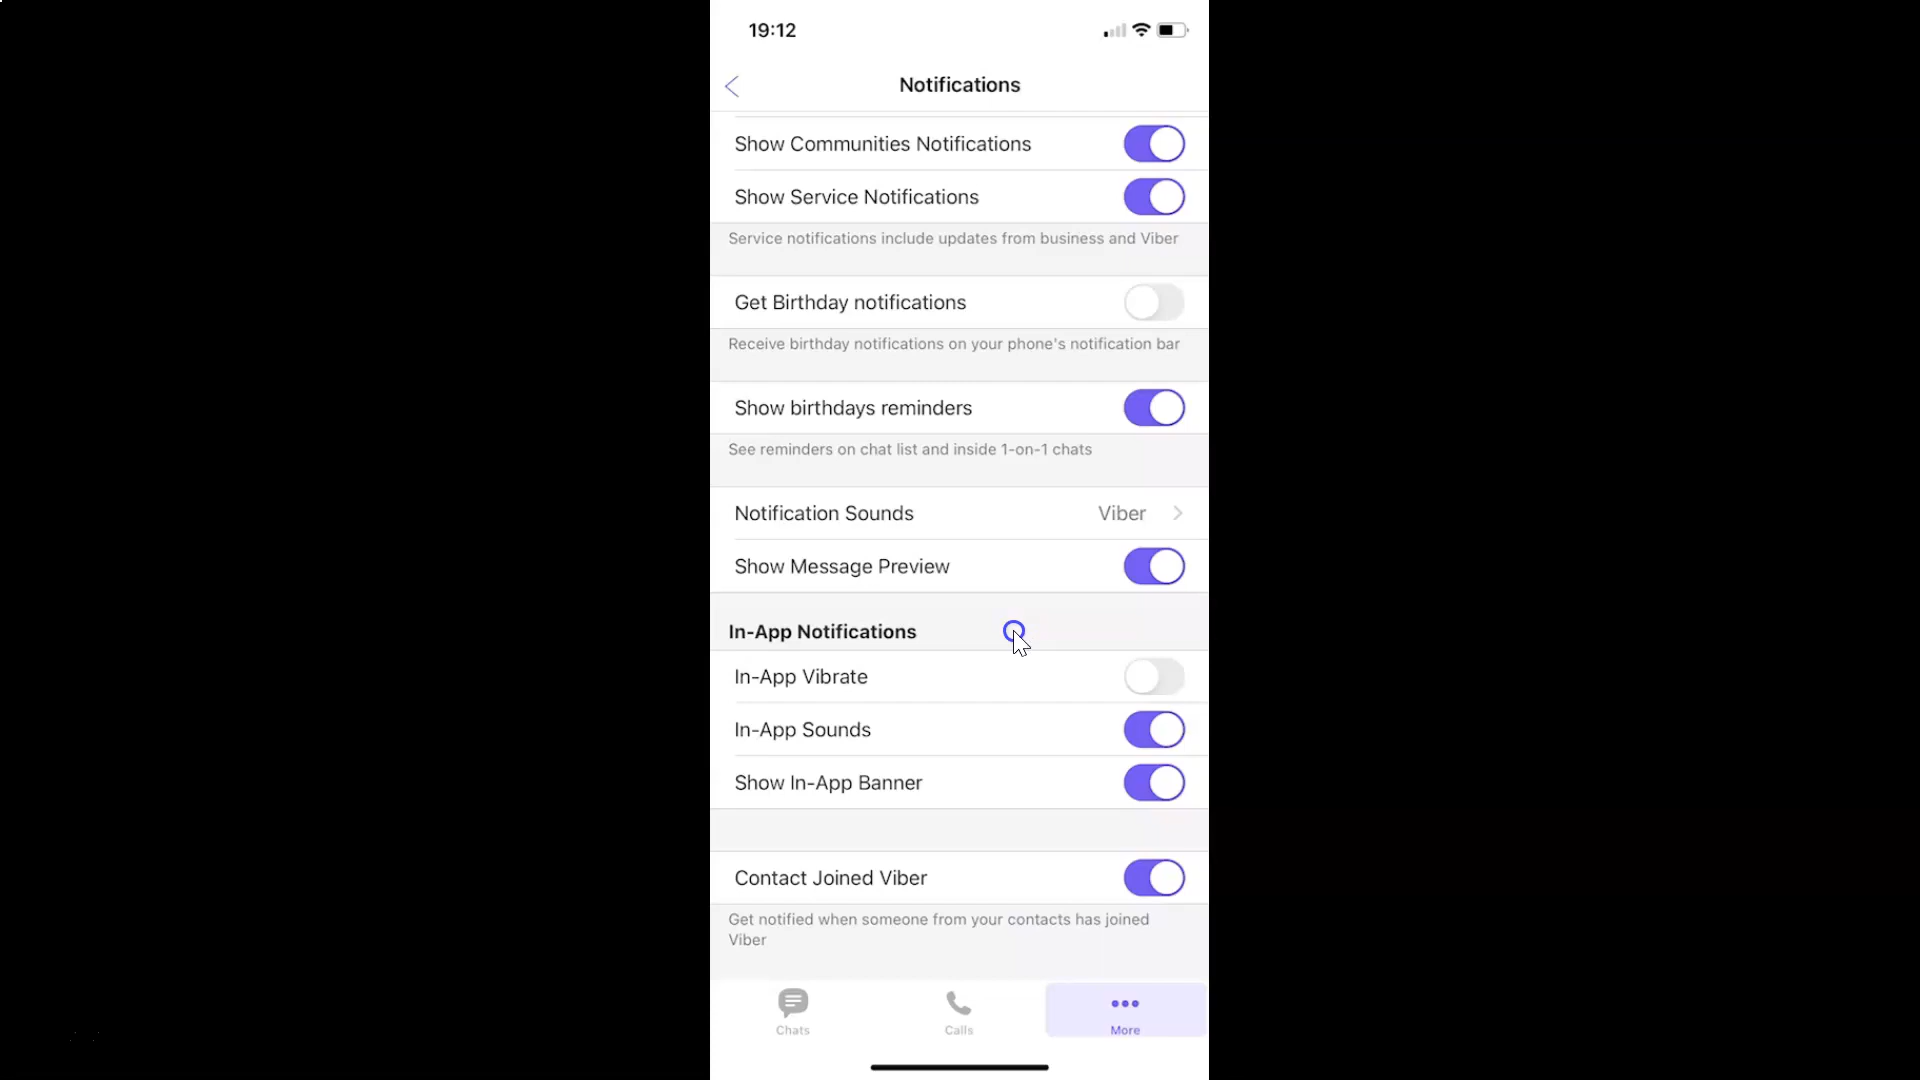 19:12
Notifications
Show Communities Notifications
Show Service Notifications
Service notifications include updates from business and Viber
Get Birthday notifications
Receive birthday notifications on your phone's notification bar
Show birthdays reminders
See reminders on chat list and inside 1-on-1 chats
Notification Sounds Viber
Show Message Preview
In-App Notifications
In-App Vibrate
In-App Sounds
Show In-App Banner
Contact Joined Viber
Get notified when someone from your contacts has joined
Viber
Chats Calls More